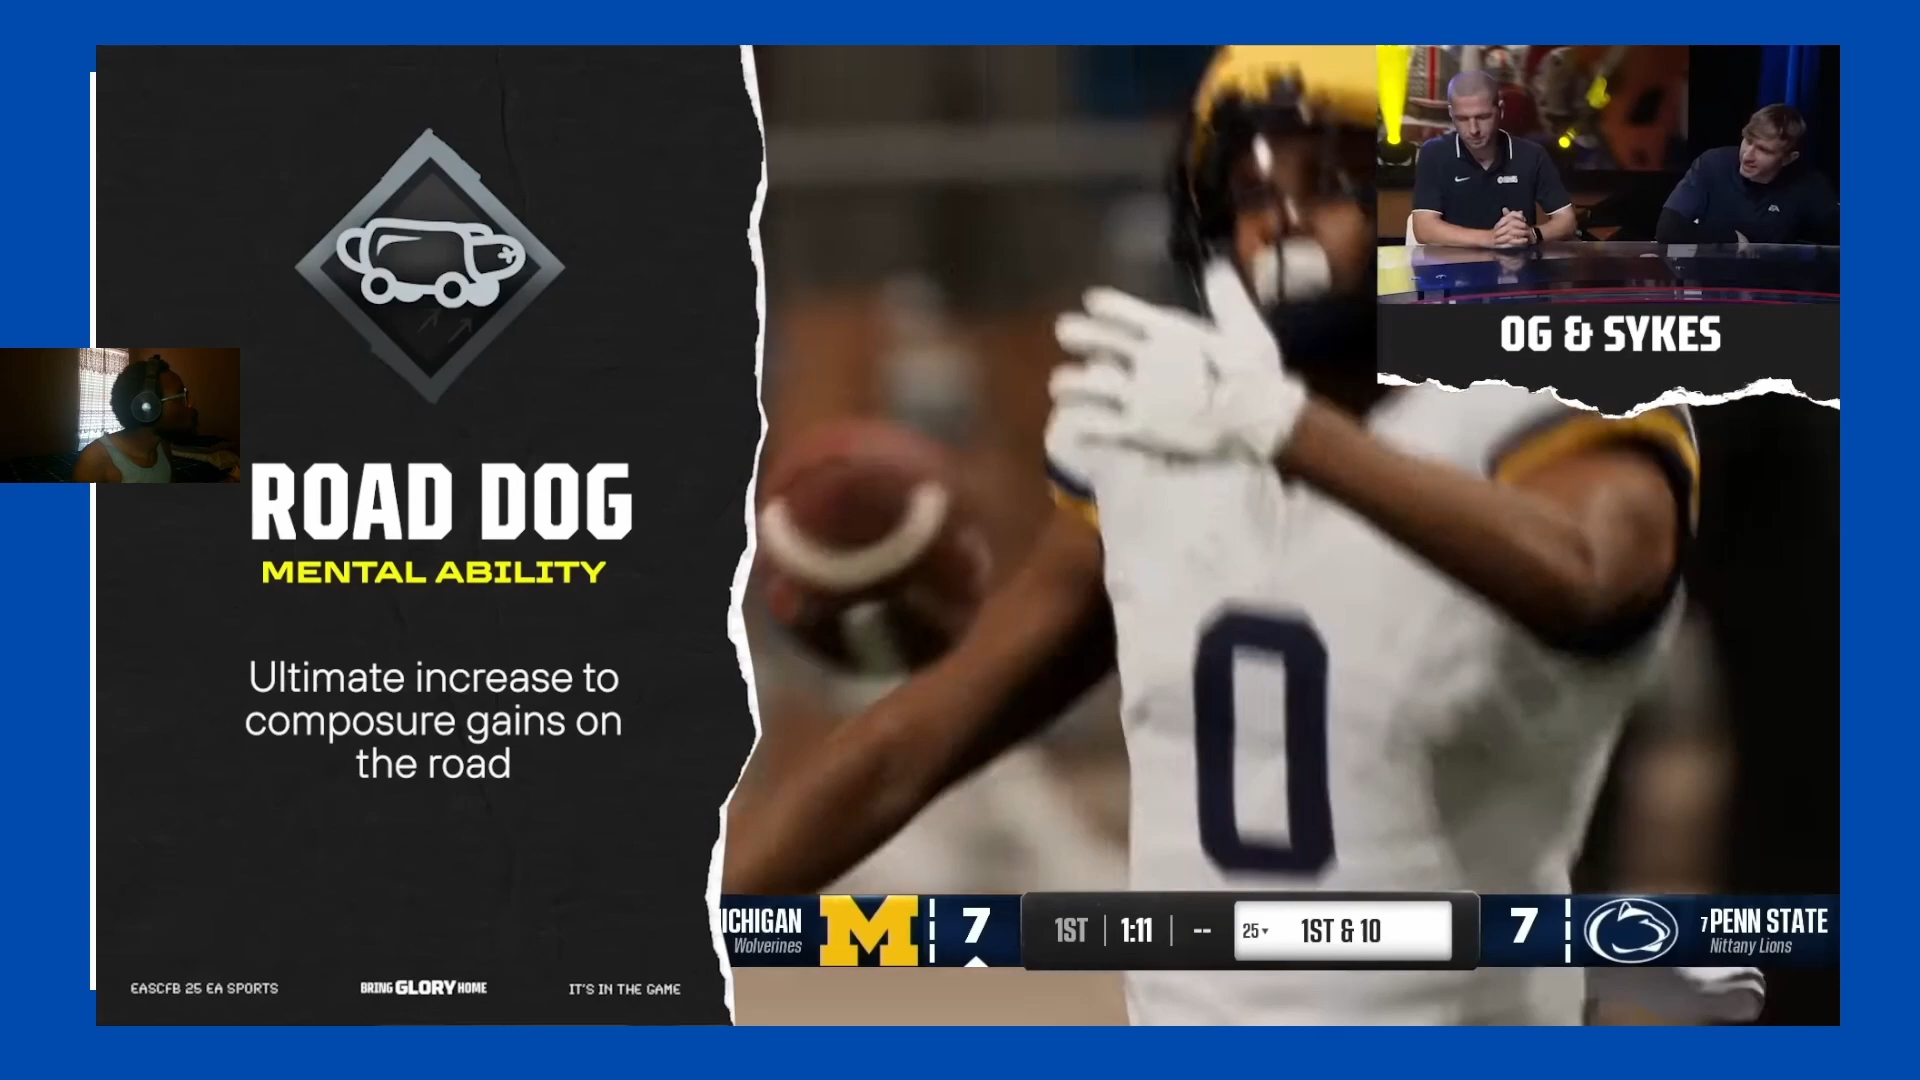 OG & SYKES
ROAD DOG
MENTAL ABILITY
Ultimate increase to
composure gains on
the road
EASCFB 25 EA SPORTS
BRING GLORY HOME
IT'S IN THE GAME
0
ICHIGAN
Wolverines
M
7
1ST
1:11
--
25
1ST & 10
7
7 PENN STATE
Nittany Lions